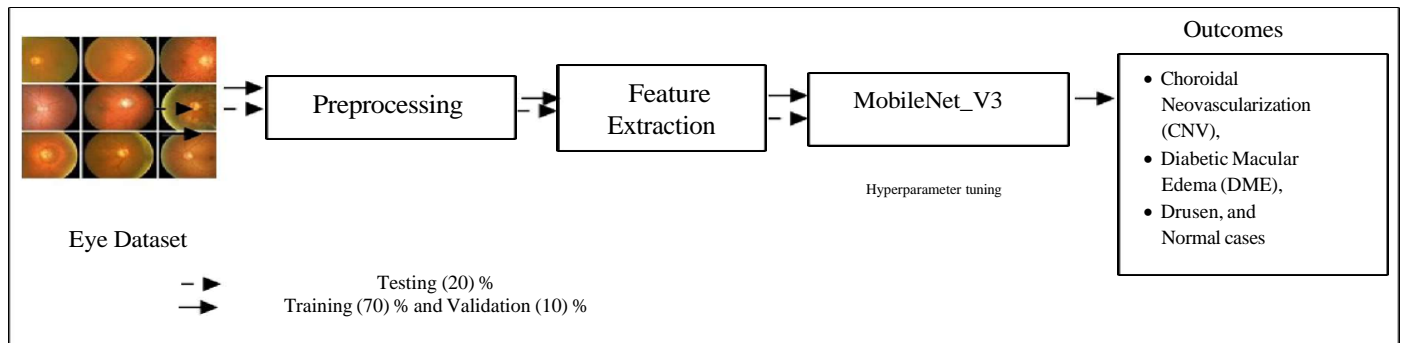 Outcomes
Preprocessing
Feature
Extraction
MobileNet_V3
Hyperparameter tuning
• Choroidal
Neovascularization
(CNV),
• Diabetic Macular
Edema (DME),
• Drusen, and
Normal cases
Eye Dataset
Testing (20) %
Training (70) % and Validation (10) %